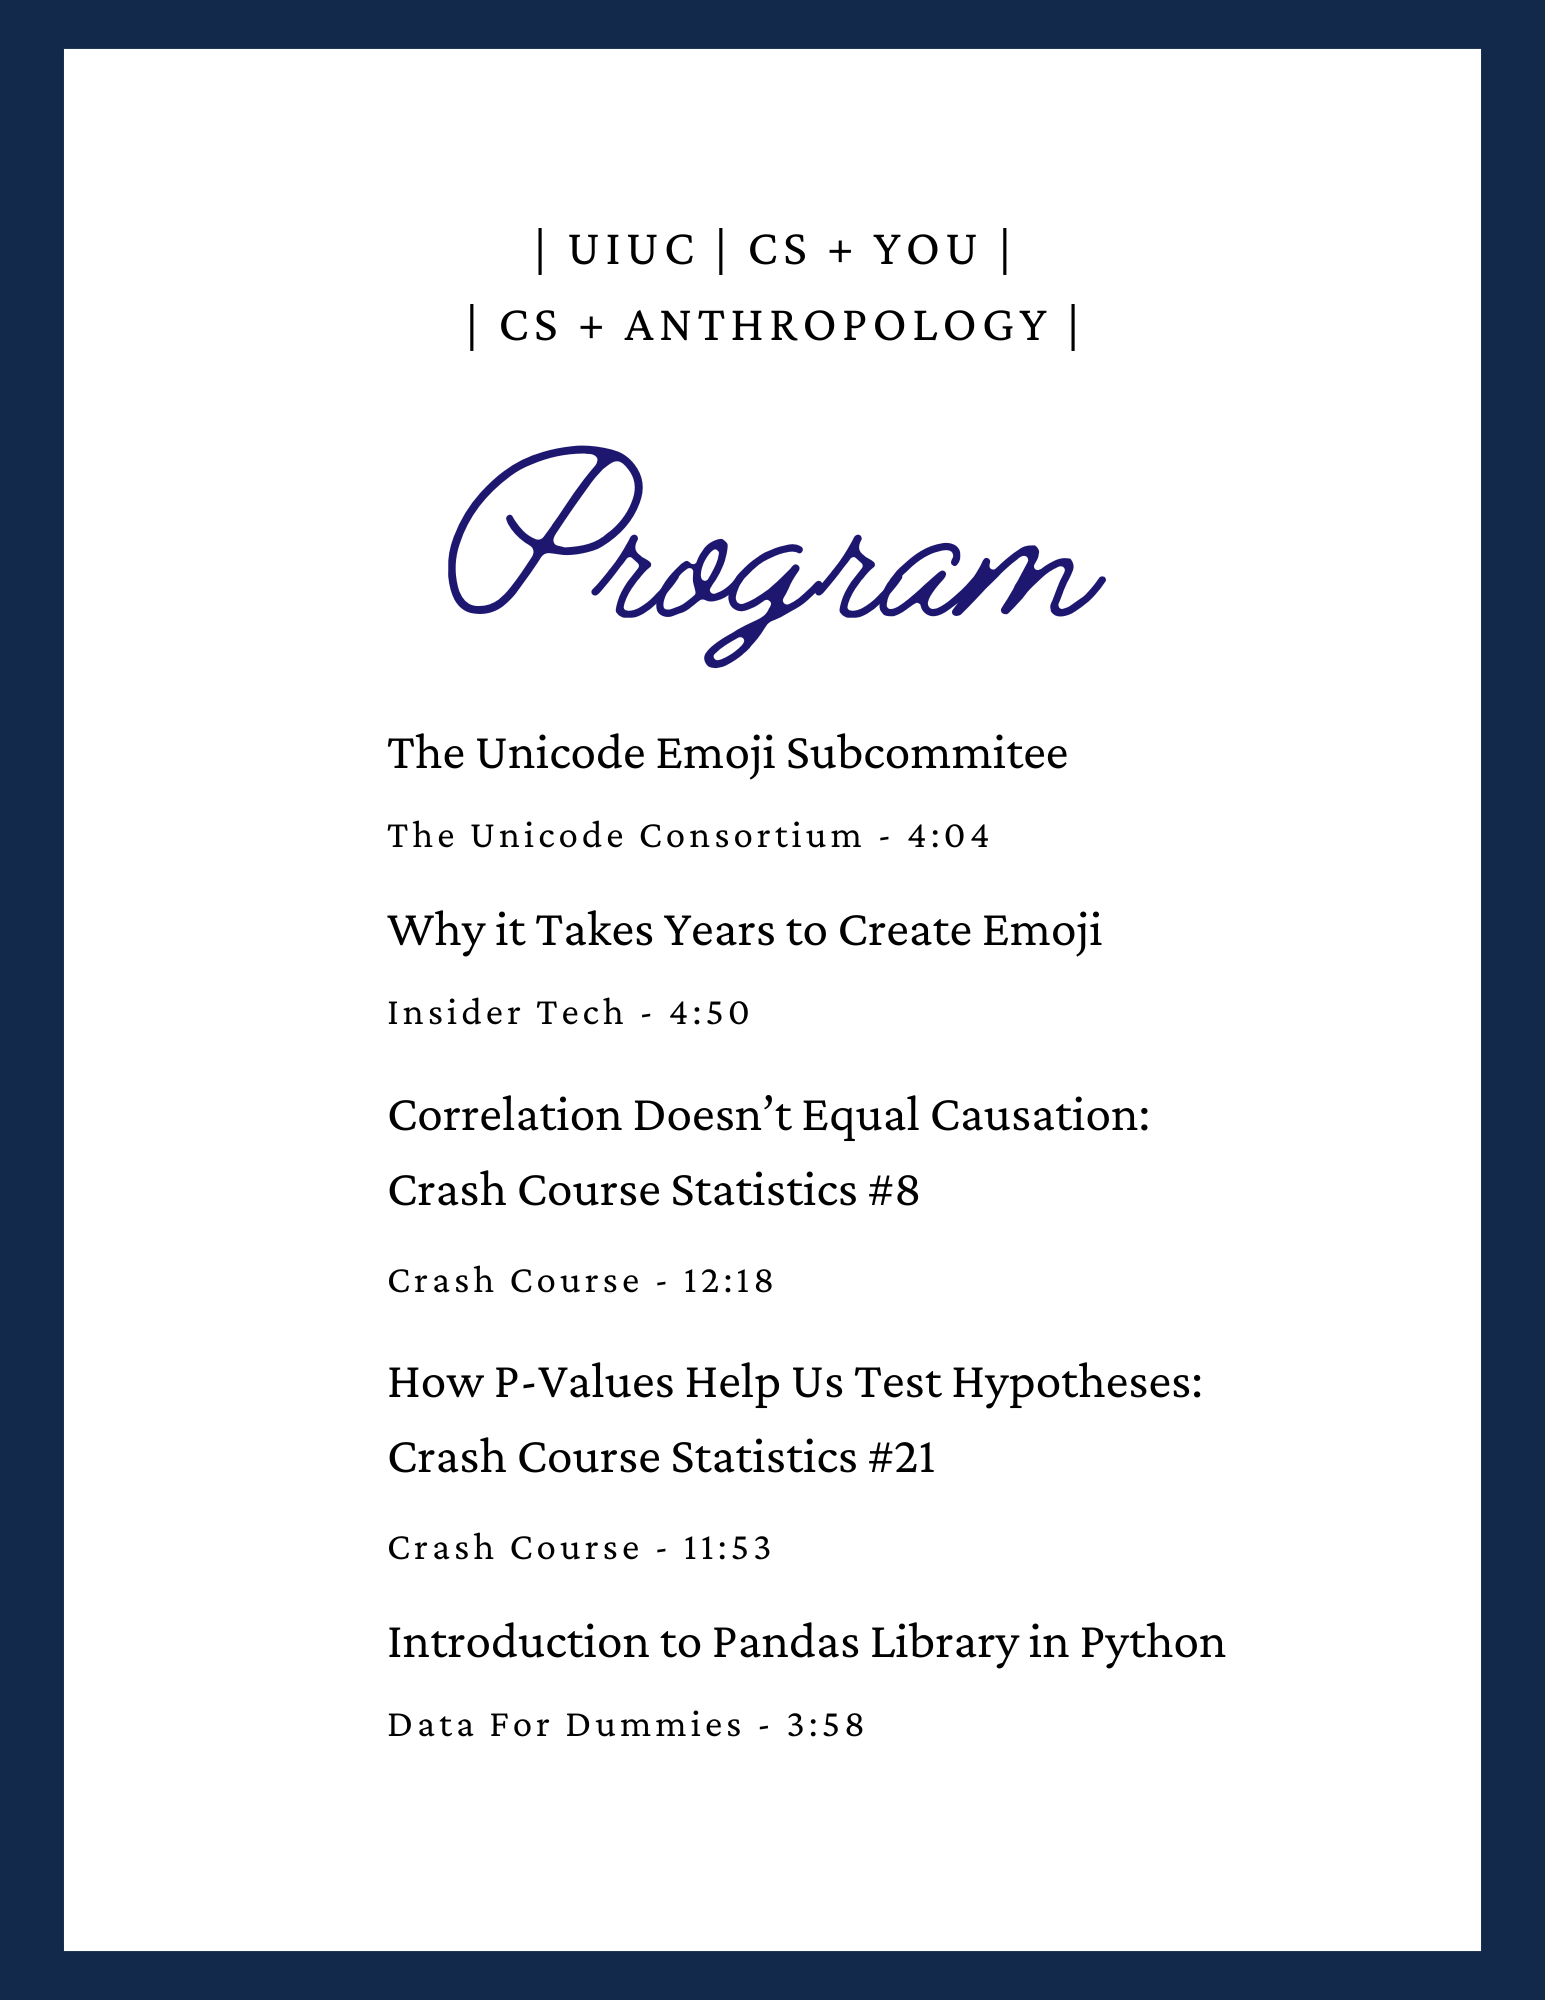 | UIUC | CS + YOU |
| CS + ANTHROPOLOGY |
Program
The Unicode Emoji Subcommitee
The Unicode Consortium - 4:04
Why it Takes Years to Create Emoji
Insider Tech - 4:50
Correlation Doesn’t Equal Causation:
Crash Course Statistics #8
Crash Course - 12:18
How P-Values Help Us Test Hypotheses:
Crash Course Statistics #21
Crash Course - 11:53
Introduction to Pandas Library in Python
Data For Dummies - 3:58